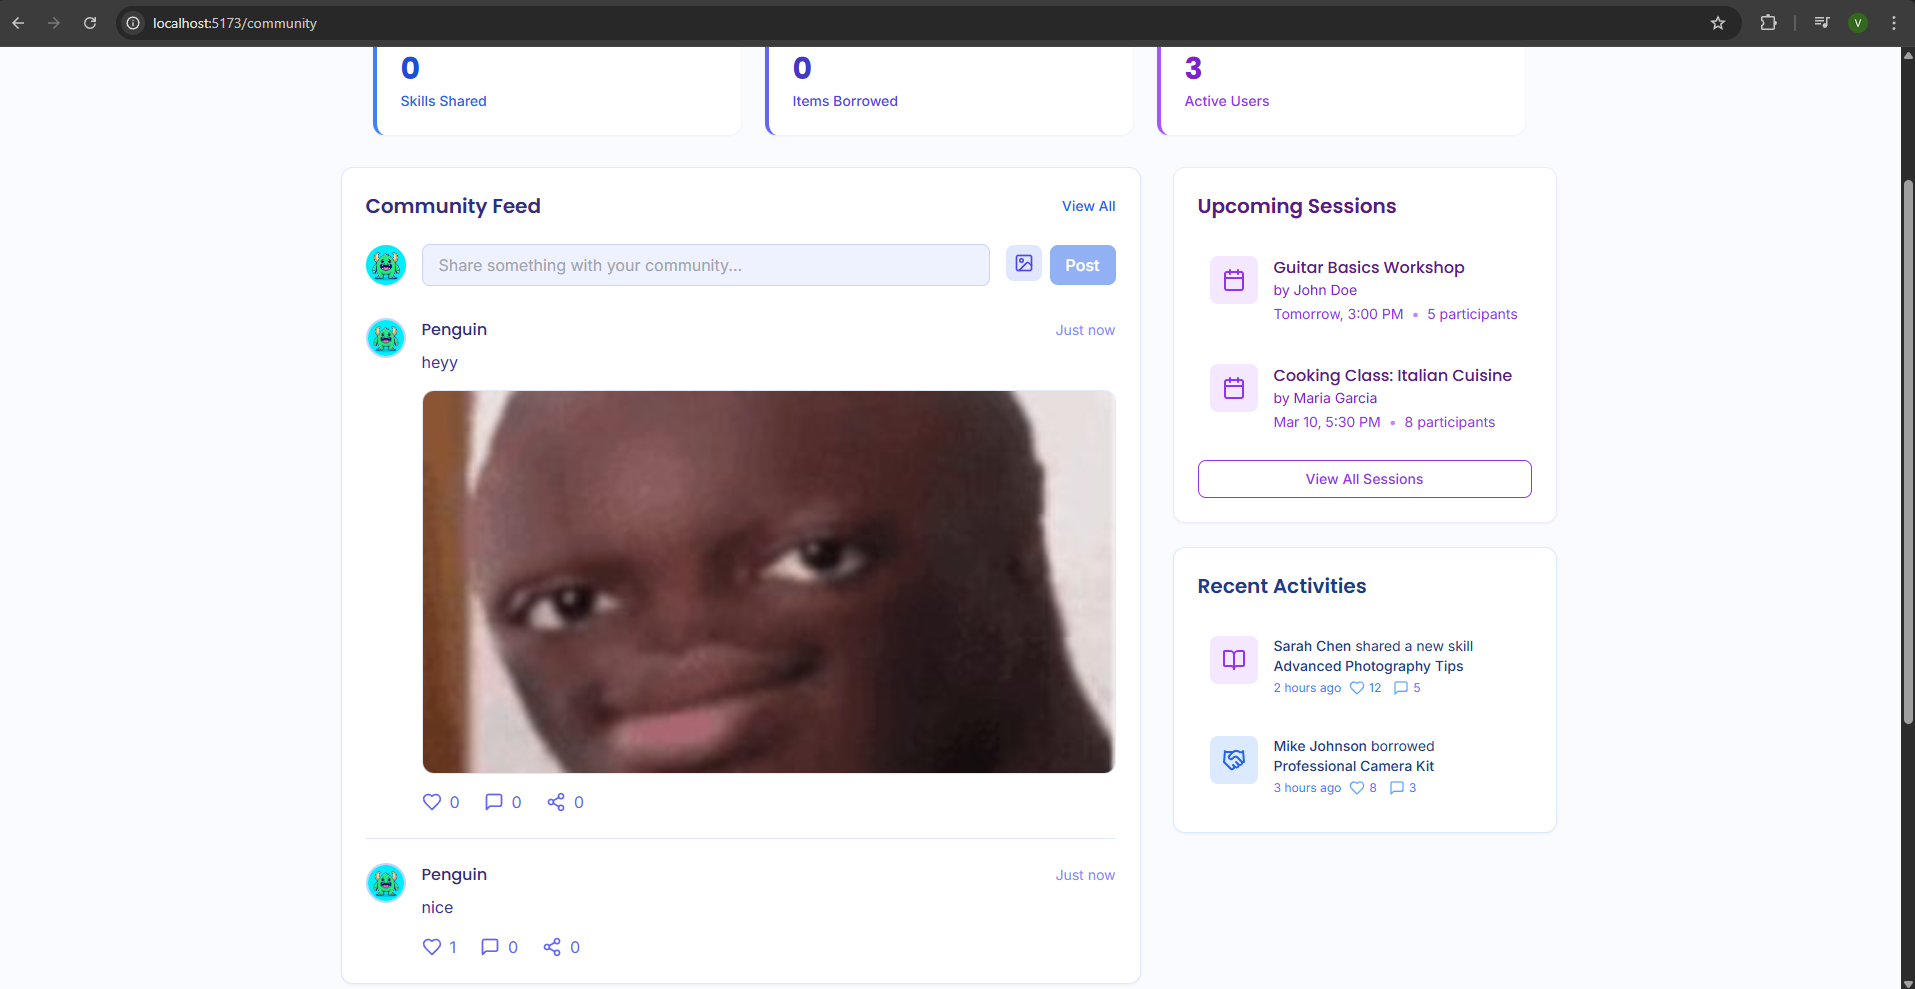 localhost:5173/community
V
0
Skills Shared
0
Items Borrowed
3
Active Users
Community Feed
View All
Share something with your community...
Post
Penguin
Just now
heyy
0 0 0
Penguin
Just now
nice
1 0 0
Upcoming Sessions
Guitar Basics Workshop
by John Doe
Tomorrow, 3:00 PM • 5 participants
Cooking Class: Italian Cuisine
by Maria Garcia
Mar 10, 5:30 PM • 8 participants
View All Sessions
Recent Activities
Sarah Chen shared a new skill
Advanced Photography Tips
2 hours ago 12 5
Mike Johnson borrowed
Professional Camera Kit
3 hours ago 8 3